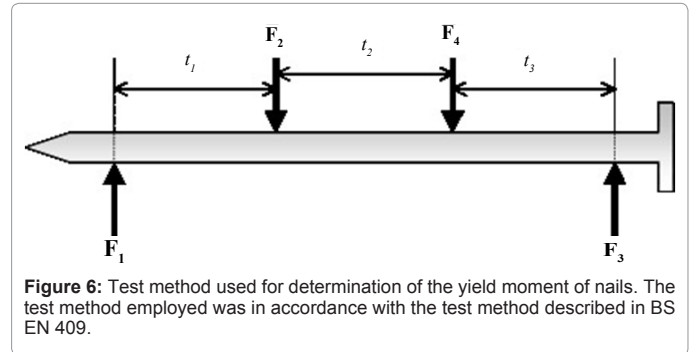 F₂ t₂ F₄
t₁ t₃
F₁ F₃
Figure 6: Test method used for determination of the yield moment of nails. The
test method employed was in accordance with the test method described in BS
EN 409.